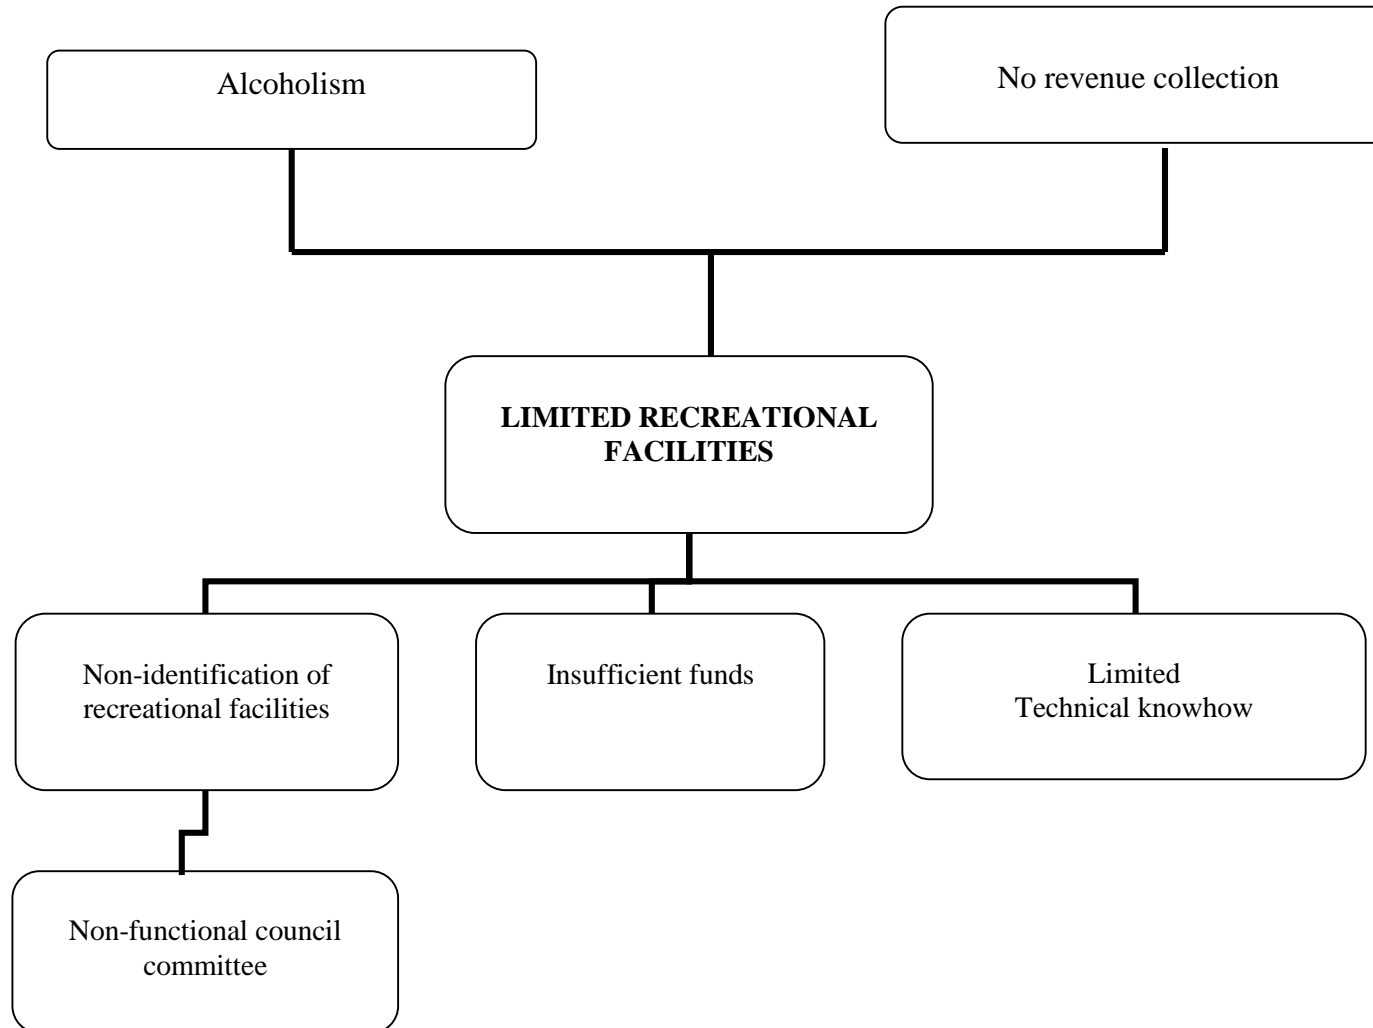 Alcoholism
No revenue collection
LIMITED RECREATIONAL
FACILITIES
Non-identification of
recreational facilities
Insufficient funds
Limited
Technical knowhow
Non-functional council
committee